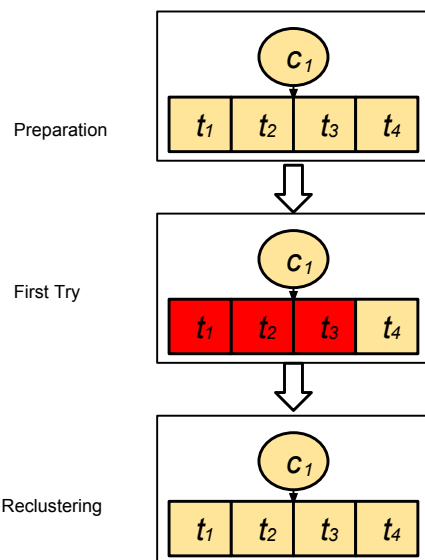 c1
Preparation
t1 t2 t3 t4
c1
First Try
t1 t2 t3 t4
c1
Reclustering
t1 t2 t3 t4